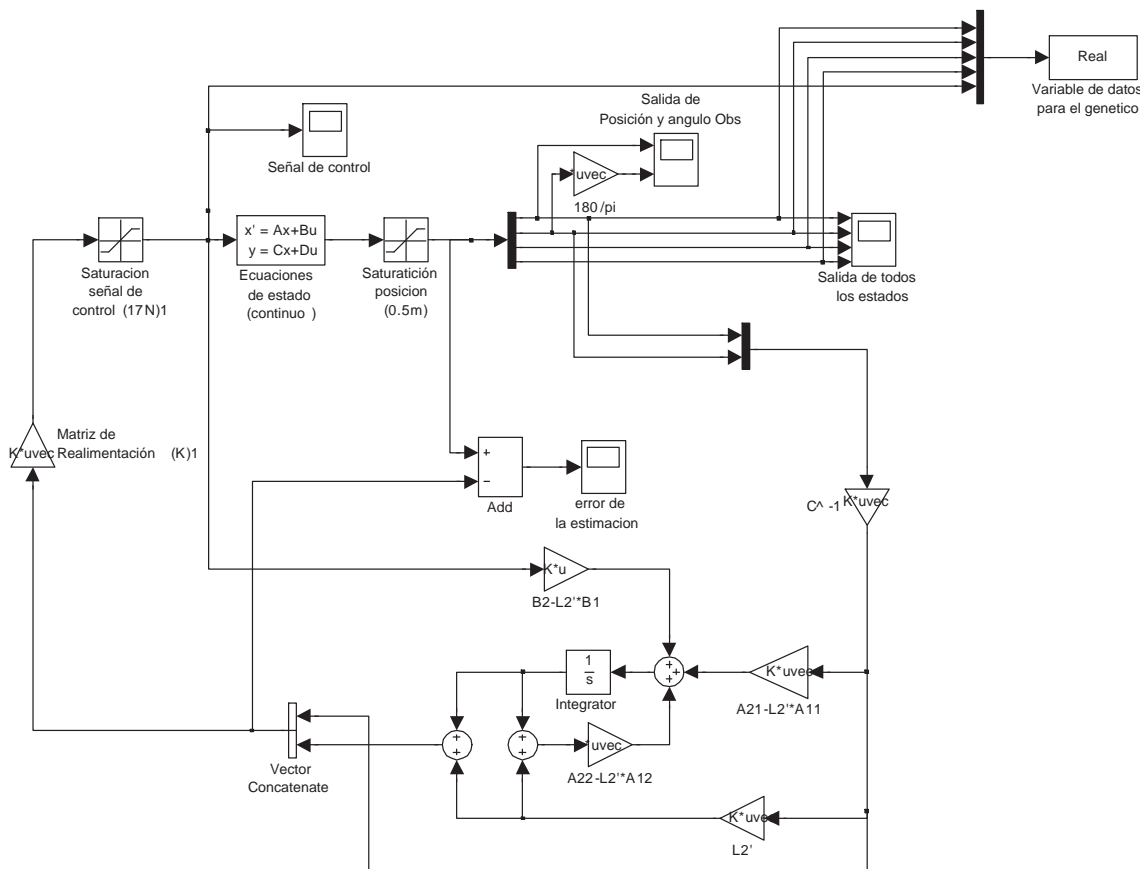 Real
Variable de datos
para el genetico
Salida de
Posición y angulo Obs
Señal de control
*uvec
180 /pi
x' = Ax+Bu
y = Cx+Du
Saturacion
señal de
control (17N)1
Ecuaciones
de estado
(continuo )
Saturatición
posicion
(0.5m)
Salida de todos
los estados
K*uvec
Matriz de
Realimentación (K)1
+
−
Add
error de
la estimacion
K*uvec
C^ -1
K*u
B2-L2'*B1
1
s
Integrator
+
+
+
K*uvec
A21-L2'*A11
+
+
+
+
*uvec
A22-L2'*A12
Vector
Concatenate
K*uvec
L2'